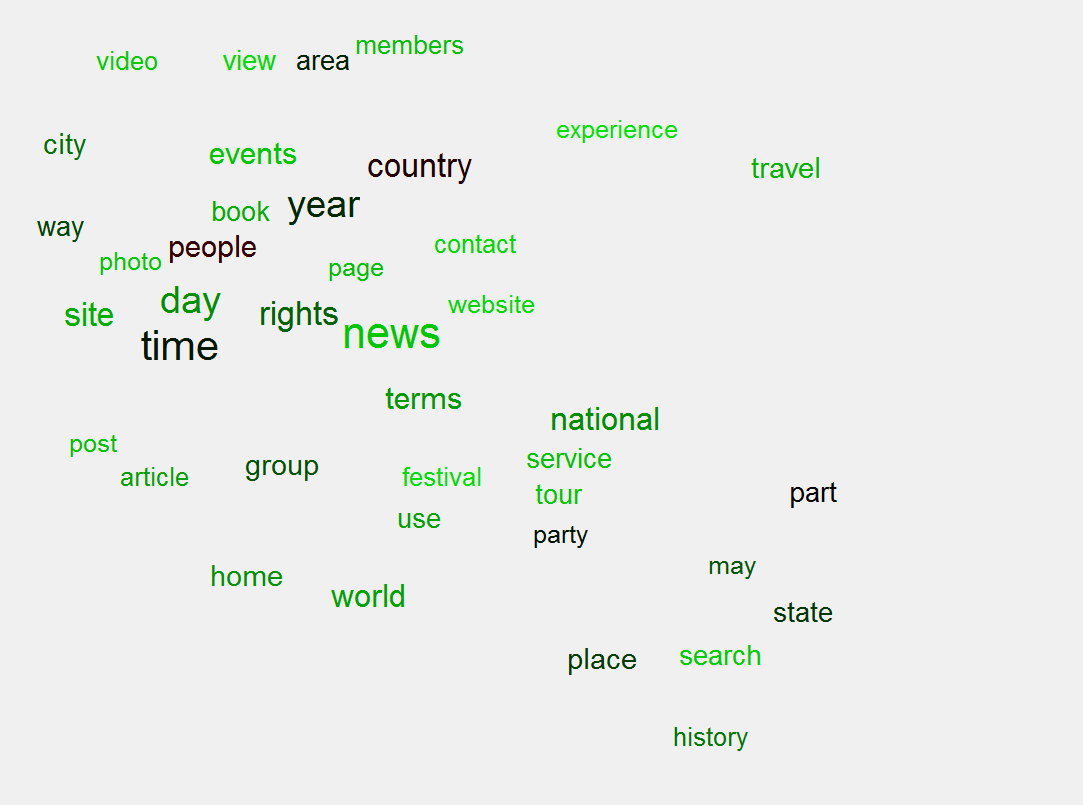 members
video
view
area
experience
city
events
country
travel
book
year
way
people
contact
photo
page
day
website
site
rights
news
time
terms
national
post
service
group
article
festival
part
tour
use
party
may
home
world
state
search
place
history